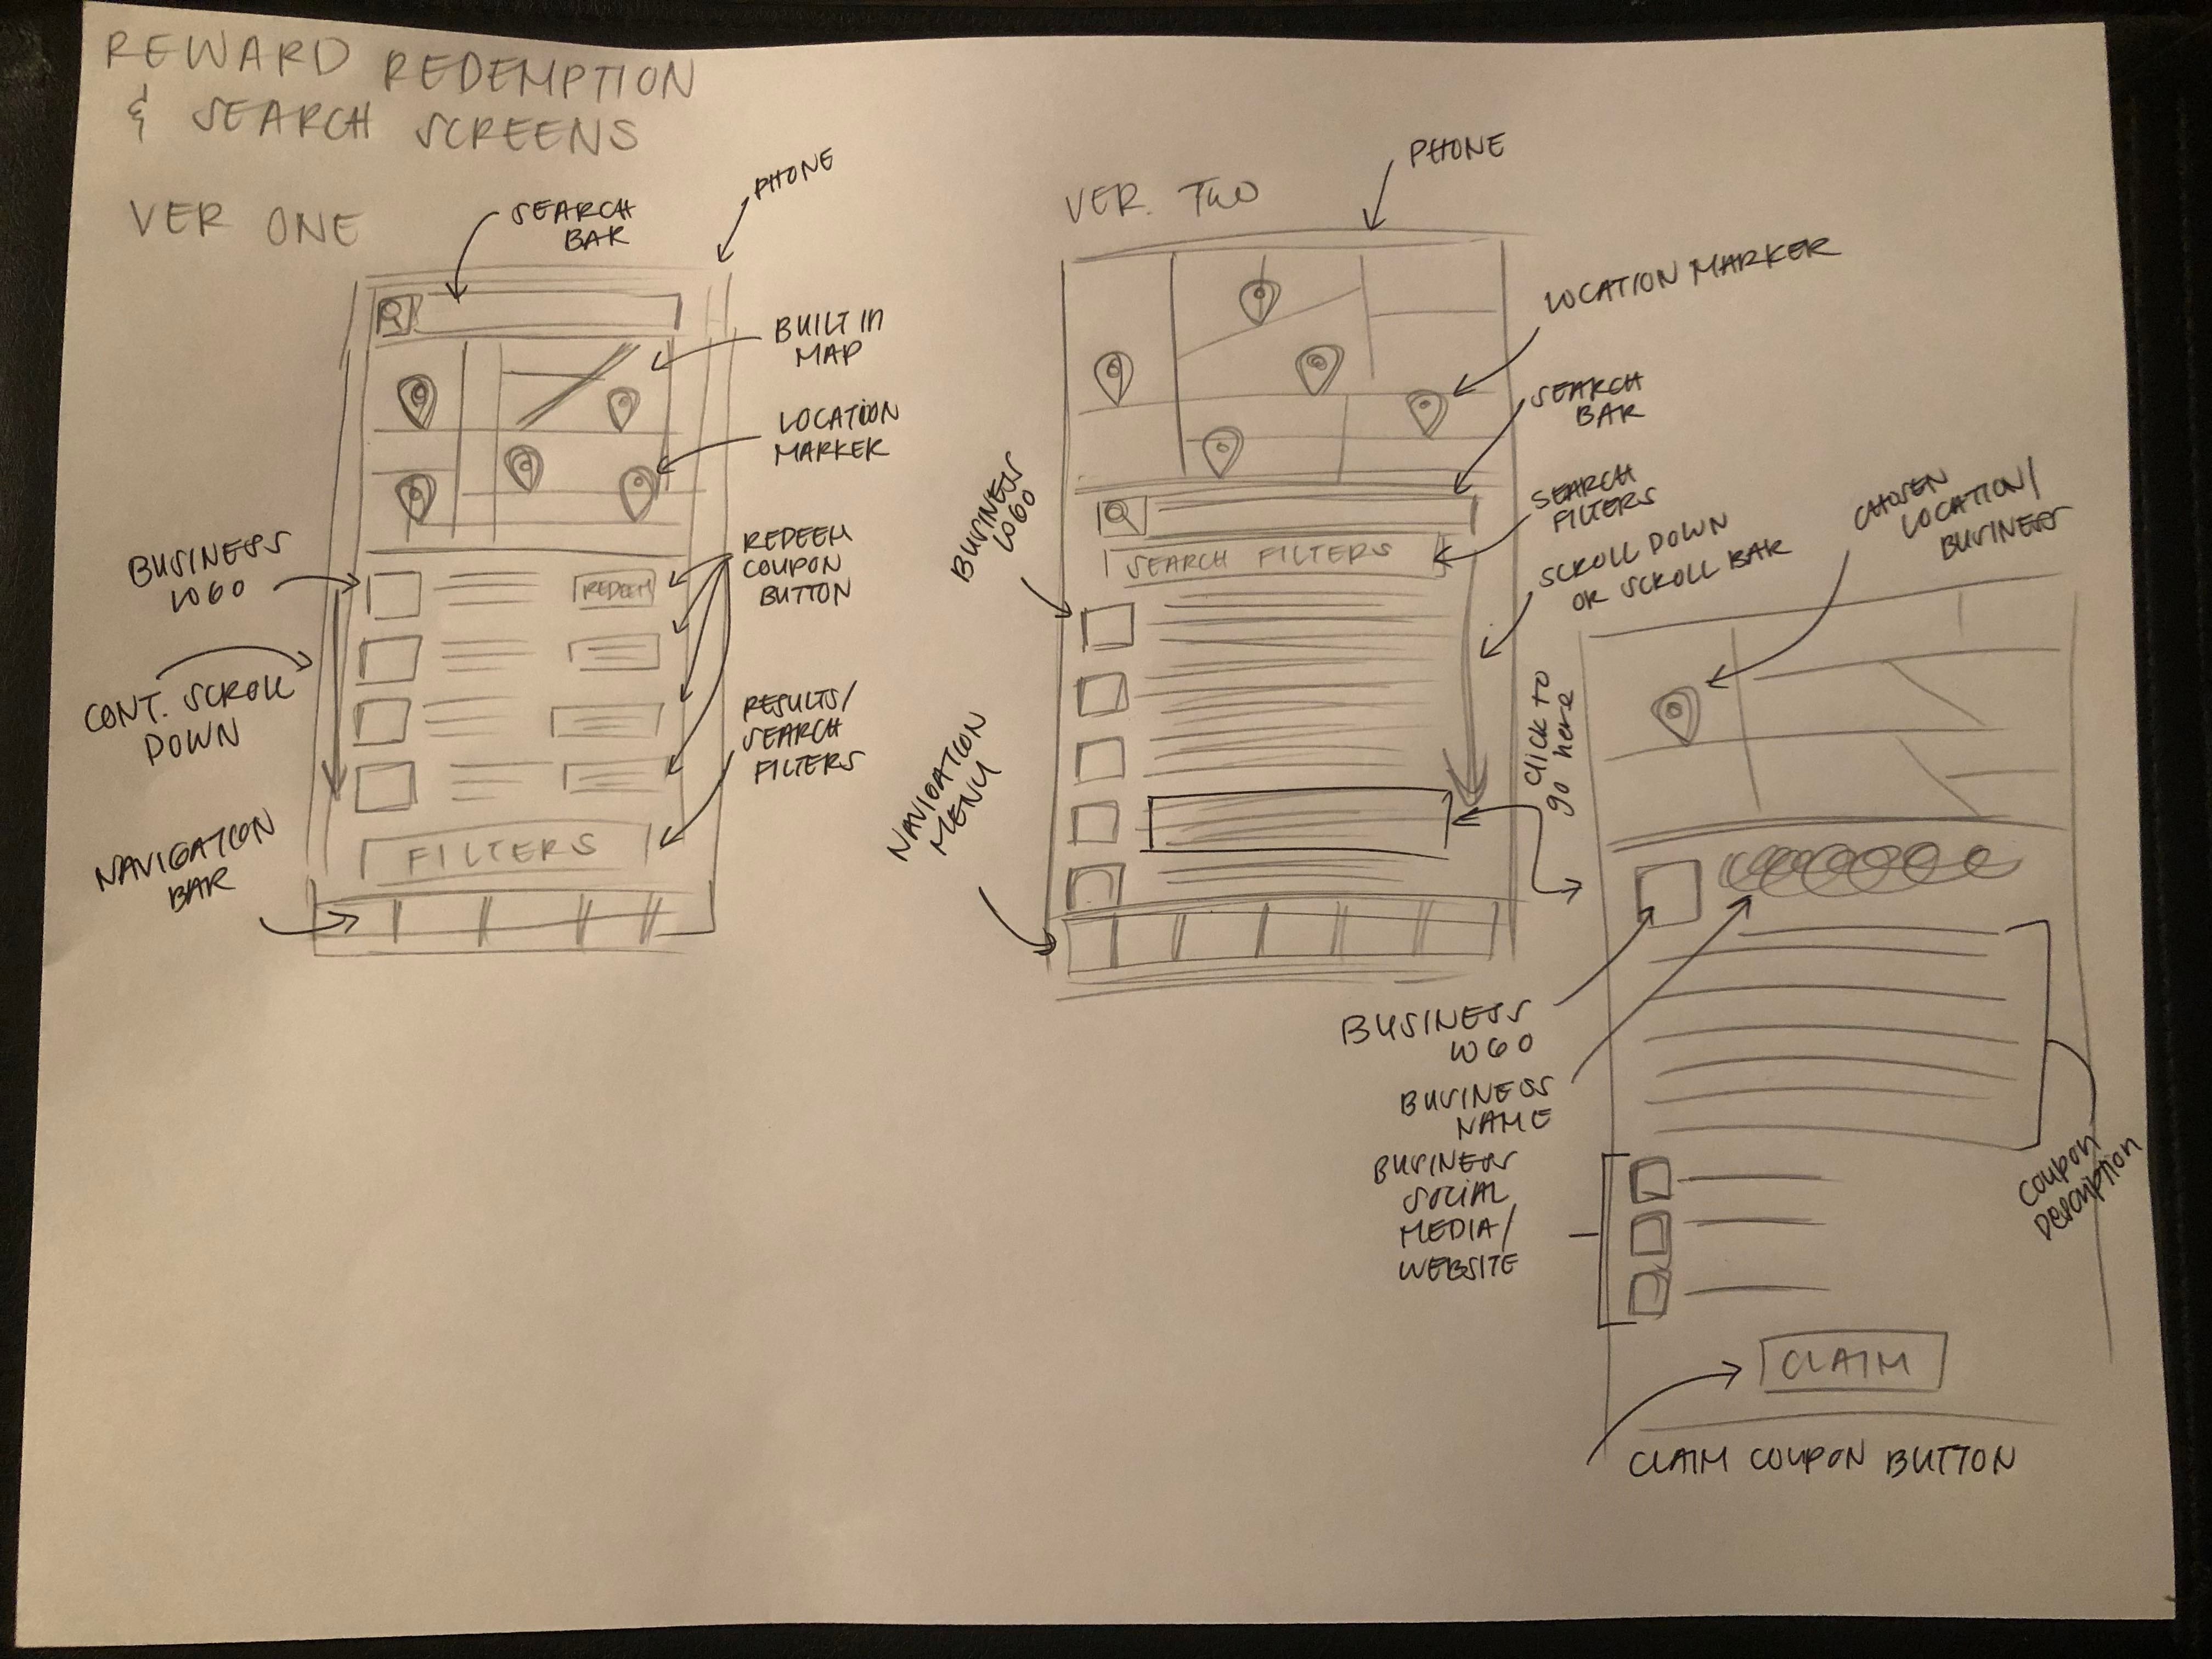 REWARD REDEMPTION
& SEARCH SCREENS
VER ONE
SEARCH
BAR
PHONE
BUILT IN
MAP
LOCATION
MARKER
BUSINESS
LOGO
REDEEM
COUPON
BUTTON
REDEEM
CONT. SCROLL
DOWN
RESULTS/
SEARCH
FILTERS
NAVIGATION
BAR
FILTERS
VER. TWO
PHONE
LOCATION MARKER
SEARCH
BAR
SEARCH
FILTERS
SEARCH FILTERS
SCROLL DOWN
OR SCROLL BAR
BUSINESS
LOGO
NAVIGATION
MENU
Click to
go here
CHOSEN
LOCATION/
BUSINESS
BUSINESS
LOGO
BUSINESS
NAME
BUSINESS
SOCIAL
MEDIA/
WEBSITE
Coupon
Description
CLAIM
CLAIM COUPON BUTTON